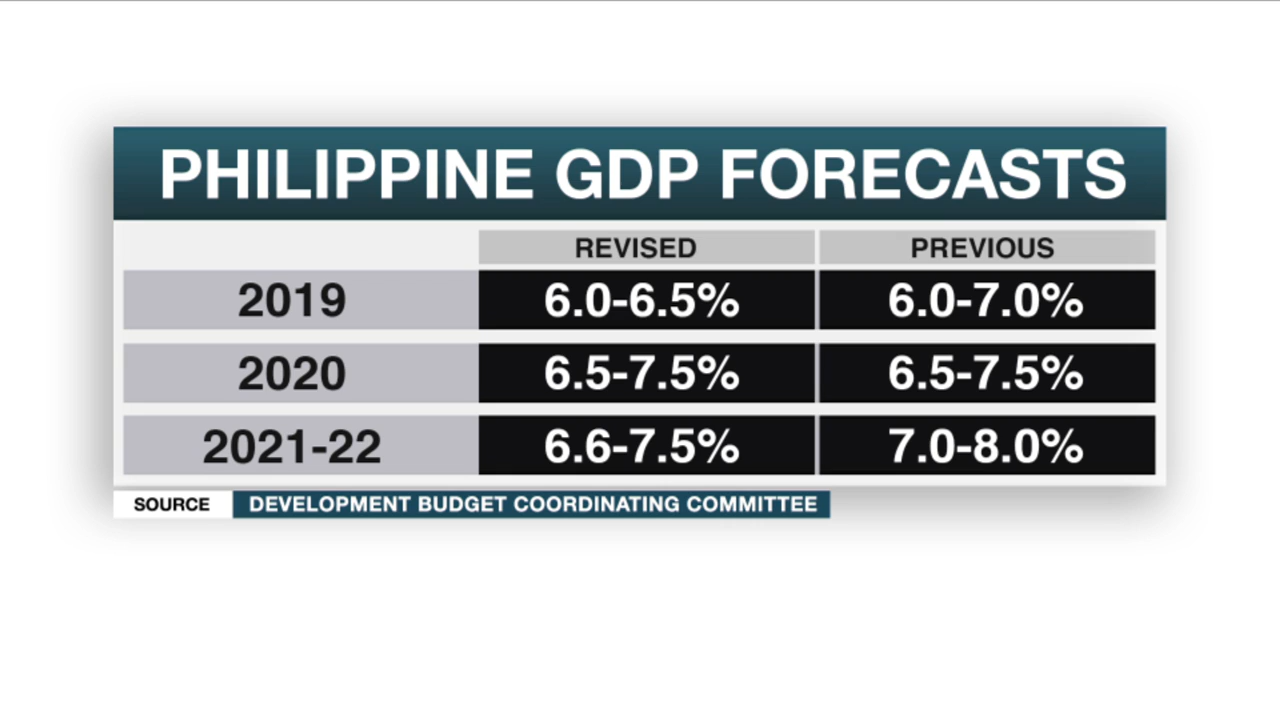 PHILIPPINE GDP FORECASTS
REVISED PREVIOUS
2019 6.0-6.5% 6.0-7.0%
2020 6.5-7.5% 6.5-7.5%
2021-22 6.6-7.5% 7.0-8.0%
SOURCE DEVELOPMENT BUDGET COORDINATING COMMITTEE